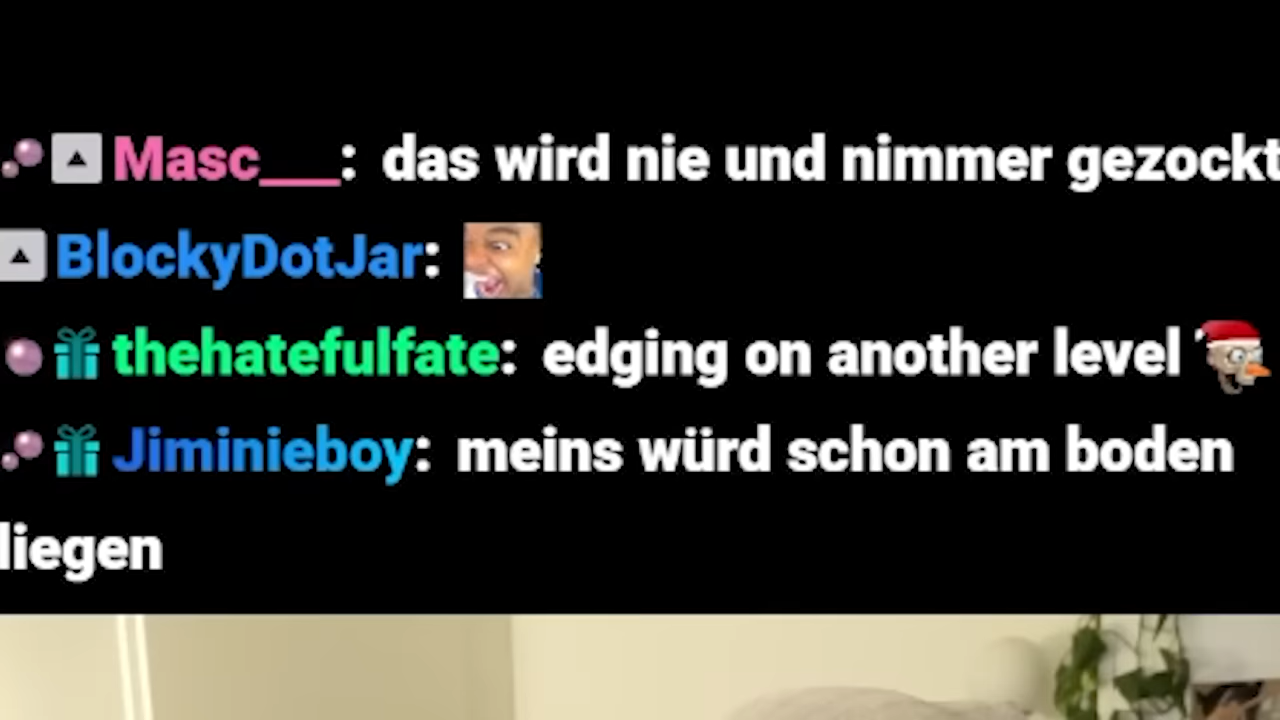 Masc___: das wird nie und nimmer gezockt
BlockyDotJar:
thehatefulfate: edging on another level
Jiminieboy: meins würd schon am boden
liegen